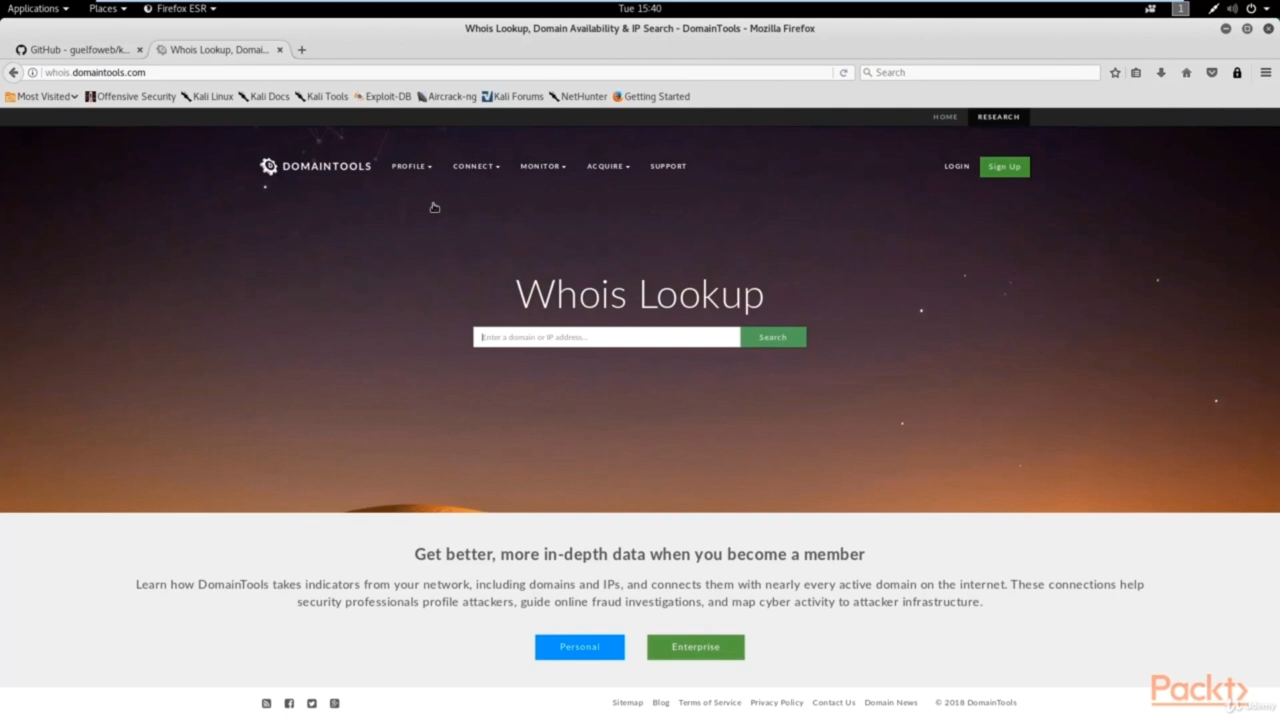 Applications Places Firefox ESR Tue 15:40 1
Whois Lookup, Domain Availability & IP Search - DomainTools - Mozilla Firefox
GitHub - guelfoweb/k... × Whois Lookup, Domai... × +
whois.domaintools.com Search
Most Visited Offensive Security Kali Linux Kali Docs Kali Tools Exploit-DB Aircrack-ng Kali Forums NetHunter Getting Started
HOME RESEARCH
DOMAINTOOLS PROFILE CONNECT MONITOR ACQUIRE SUPPORT LOGIN Sign Up
Whois Lookup
Enter a domain or IP address... Search
Get better, more in-depth data when you become a member
Learn how DomainTools takes indicators from your network, including domains and IPs, and connects them with nearly every active domain on the internet. These connections help
security professionals profile attackers, guide online fraud investigations, and map cyber activity to attacker infrastructure.
Personal Enterprise
Sitemap Blog Terms of Service Privacy Policy Contact Us Domain News © 2018 DomainTools
Packt
Udemy